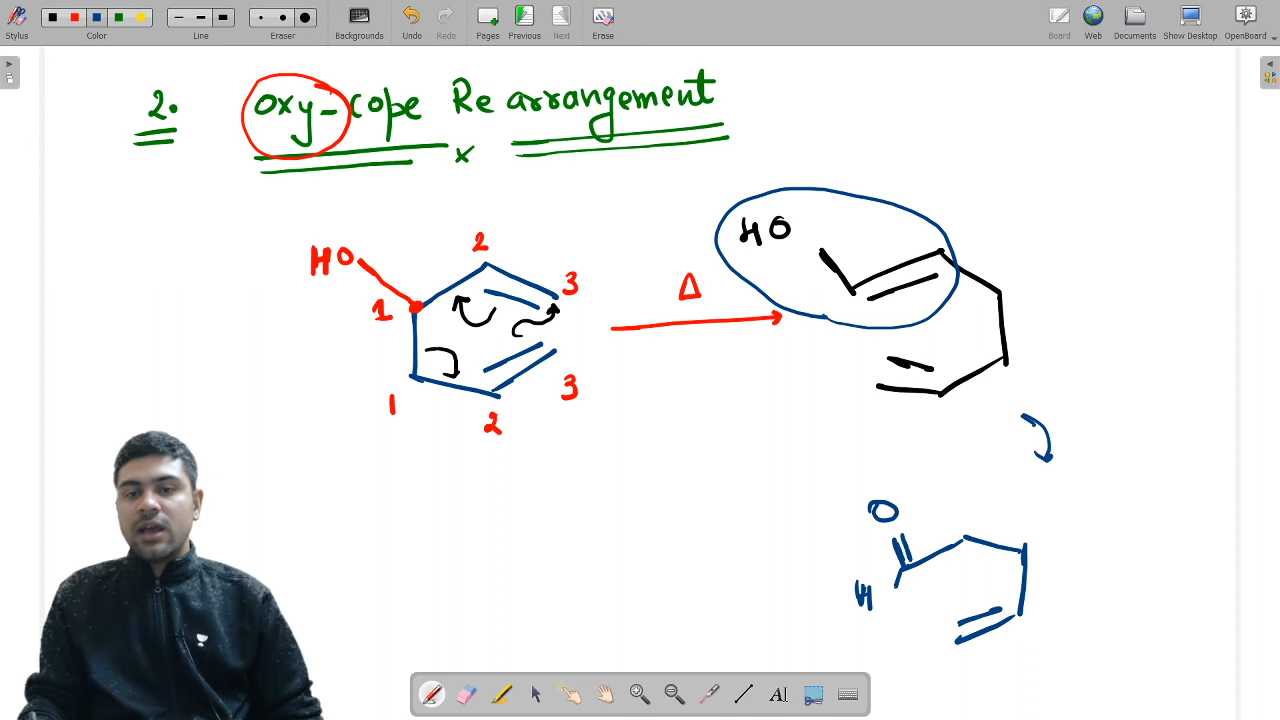 Stylus
Color
Line
Eraser
Backgrounds
Undo
Redo
Pages
Previous
Next
Erase
Board
Web
Documents
Show Desktop
OpenBoard
2. Oxy-Cope Rearrangement
x
HO
1
2
3
1
2
3
Δ
HO
O
H
AI